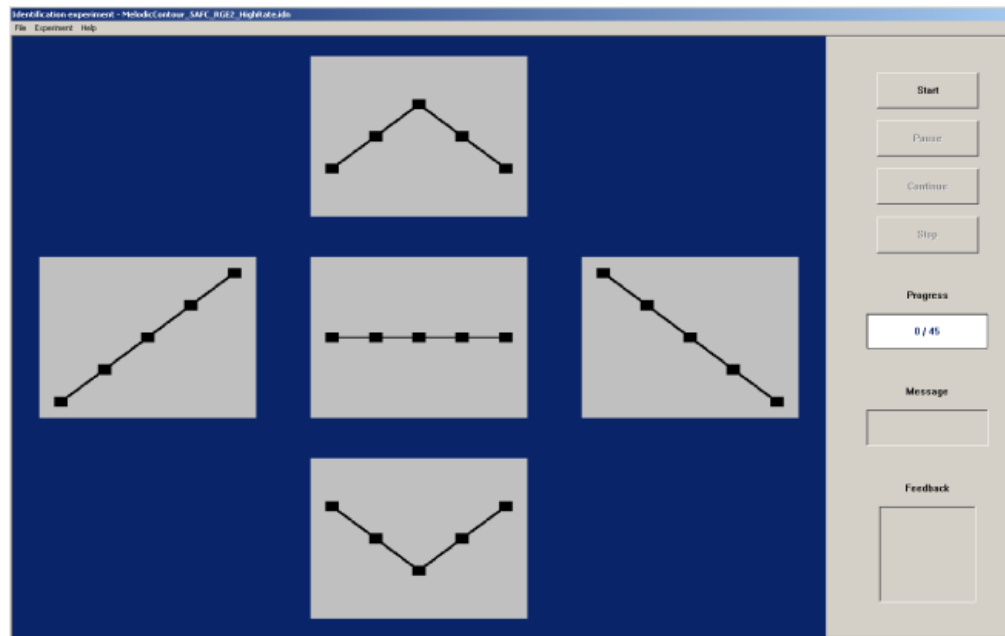 Identification experiment - MelodicContour_5AFC_RGE2_HighRate.idn
File Experiment Help
Start
Pause
Continue
Stop
Progress
0 / 45
Message
Feedback